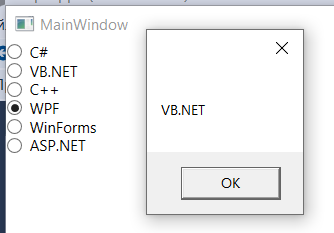 MainWindow
C#
VB.NET
C++
WPF
WinForms
ASP.NET
VB.NET
OK